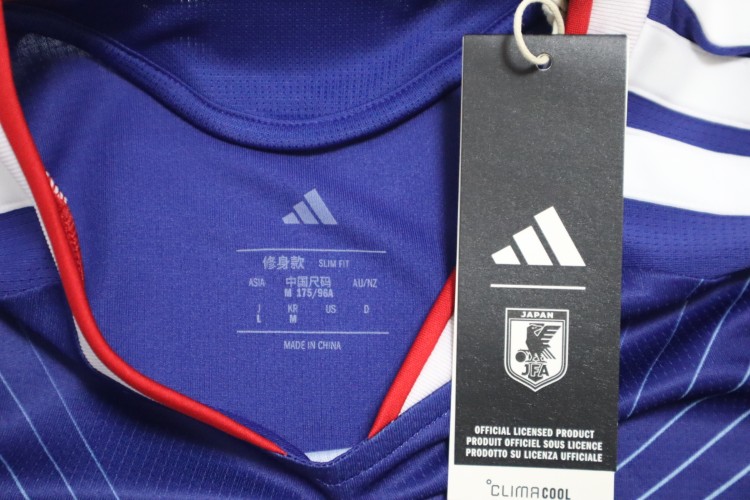 修身款 SLIM FIT
ASIA 中国尺码 AU/NZ
M 175/96A
J KR US D
L M
MADE IN CHINA
JAPAN
JFA
OFFICIAL LICENSED PRODUCT
PRODUIT OFFICIEL SOUS LICENCE
PRODOTTO SU LICENZA UFFICIALE
CLIMACOOL